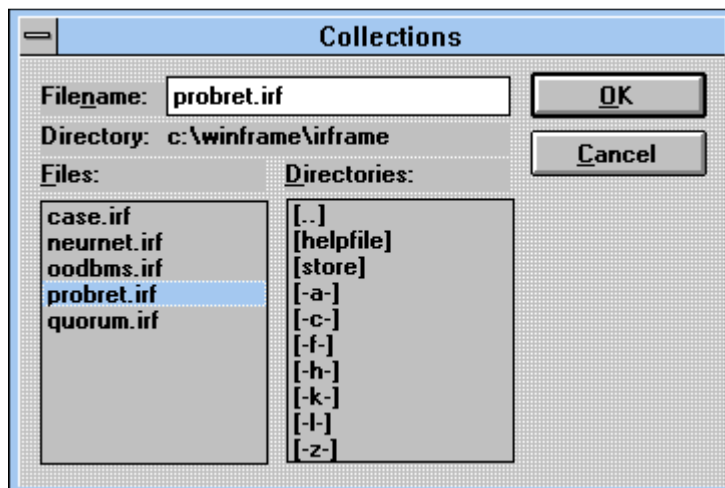 Collections
Filename: probret.irf
OK
Directory: c:\winframe\irframe
Cancel
Files:
case.irf
neurnet.irf
oodbms.irf
probret.irf
quorum.irf
Directories:
[..]
[helpfile]
[store]
[-a-]
[-c-]
[-f-]
[-h-]
[-k-]
[-l-]
[-z-]